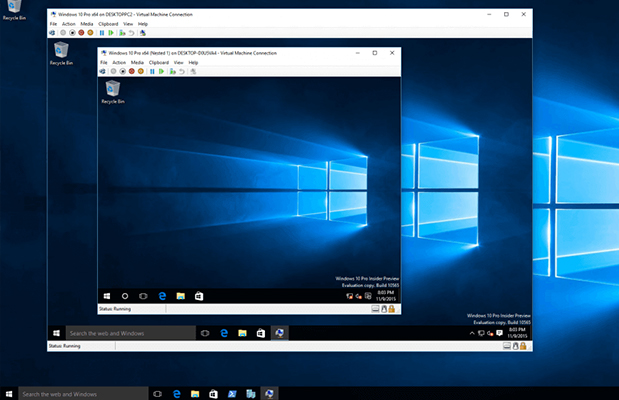 Recycle Bin
Windows 10 Pro x64 on DESKTOPPC2 - Virtual Machine Connection
File Action Media Clipboard View Help
Recycle Bin
Windows 10 Pro x64 (Nested 1) on
- Virtual Machine Connection
File Action Media Clipboard View Help
Recycle Bin
Windows 10 Pro Insider Preview
Evaluation copy. Build 10565
8:03 PM
11/9/2015
Status: Running
Windows 10 Pro Insider Preview
Evaluation copy. Build 10565
Search the web and Windows
8:03 PM
11/9/2015
Status: Running
Search the web and Windows